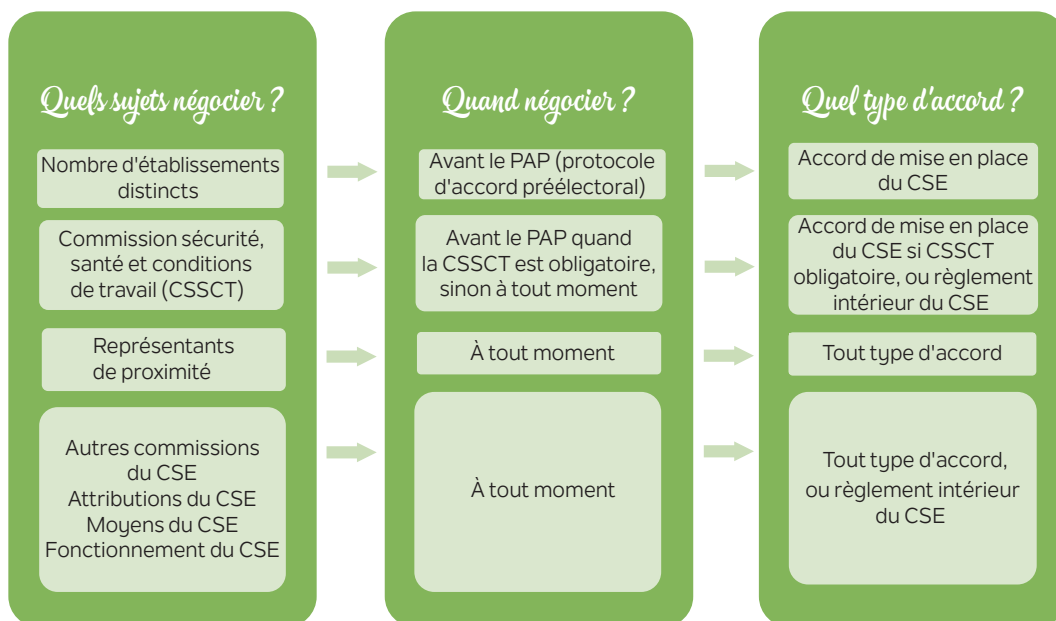 Quels sujets négocier ?
Nombre d'établissements
distincts
Commission sécurité,
santé et conditions
de travail (CSSCT)
Représentants
de proximité
Autres commissions
du CSE
Attributions du CSE
Moyens du CSE
Fonctionnement du CSE
Quand négocier ?
Avant le PAP (protocole
d'accord préélectoral)
Avant le PAP quand
la CSSCT est obligatoire,
sinon à tout moment
À tout moment
À tout moment
Quel type d'accord ?
Accord de mise en place
du CSE
Accord de mise en place
du CSE si CSSCT
obligatoire, ou règlement
intérieur du CSE
Tout type d'accord
Tout type d'accord,
ou règlement intérieur
du CSE